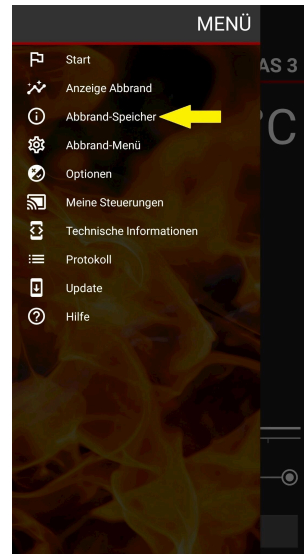 MENÜ
AS 3
°C
Start
Anzeige Abbrand
Abbrand-Speicher
Abbrand-Menü
Optionen
Meine Steuerungen
Technische Informationen
Protokoll
Update
Hilfe